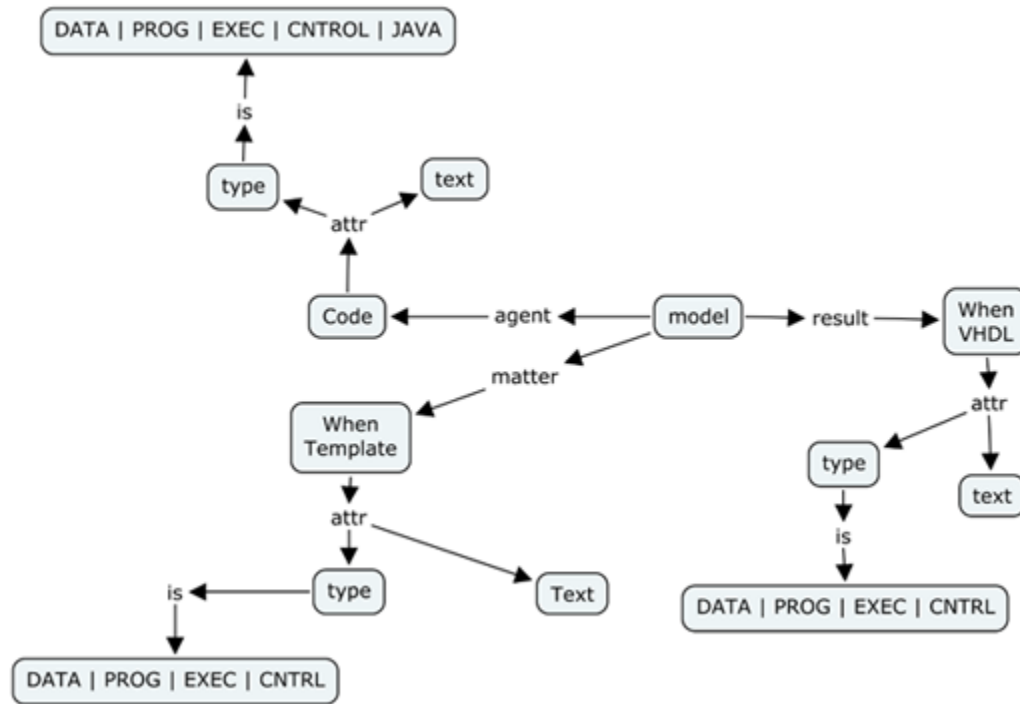 DATA | PROG | EXEC | CNTROL | JAVA
is
type
text
attr
Code
agent
model
result
When
VHDL
matter
attr
When
Template
type
text
attr
is
is
type
Text
DATA | PROG | EXEC | CNTRL
DATA | PROG | EXEC | CNTRL